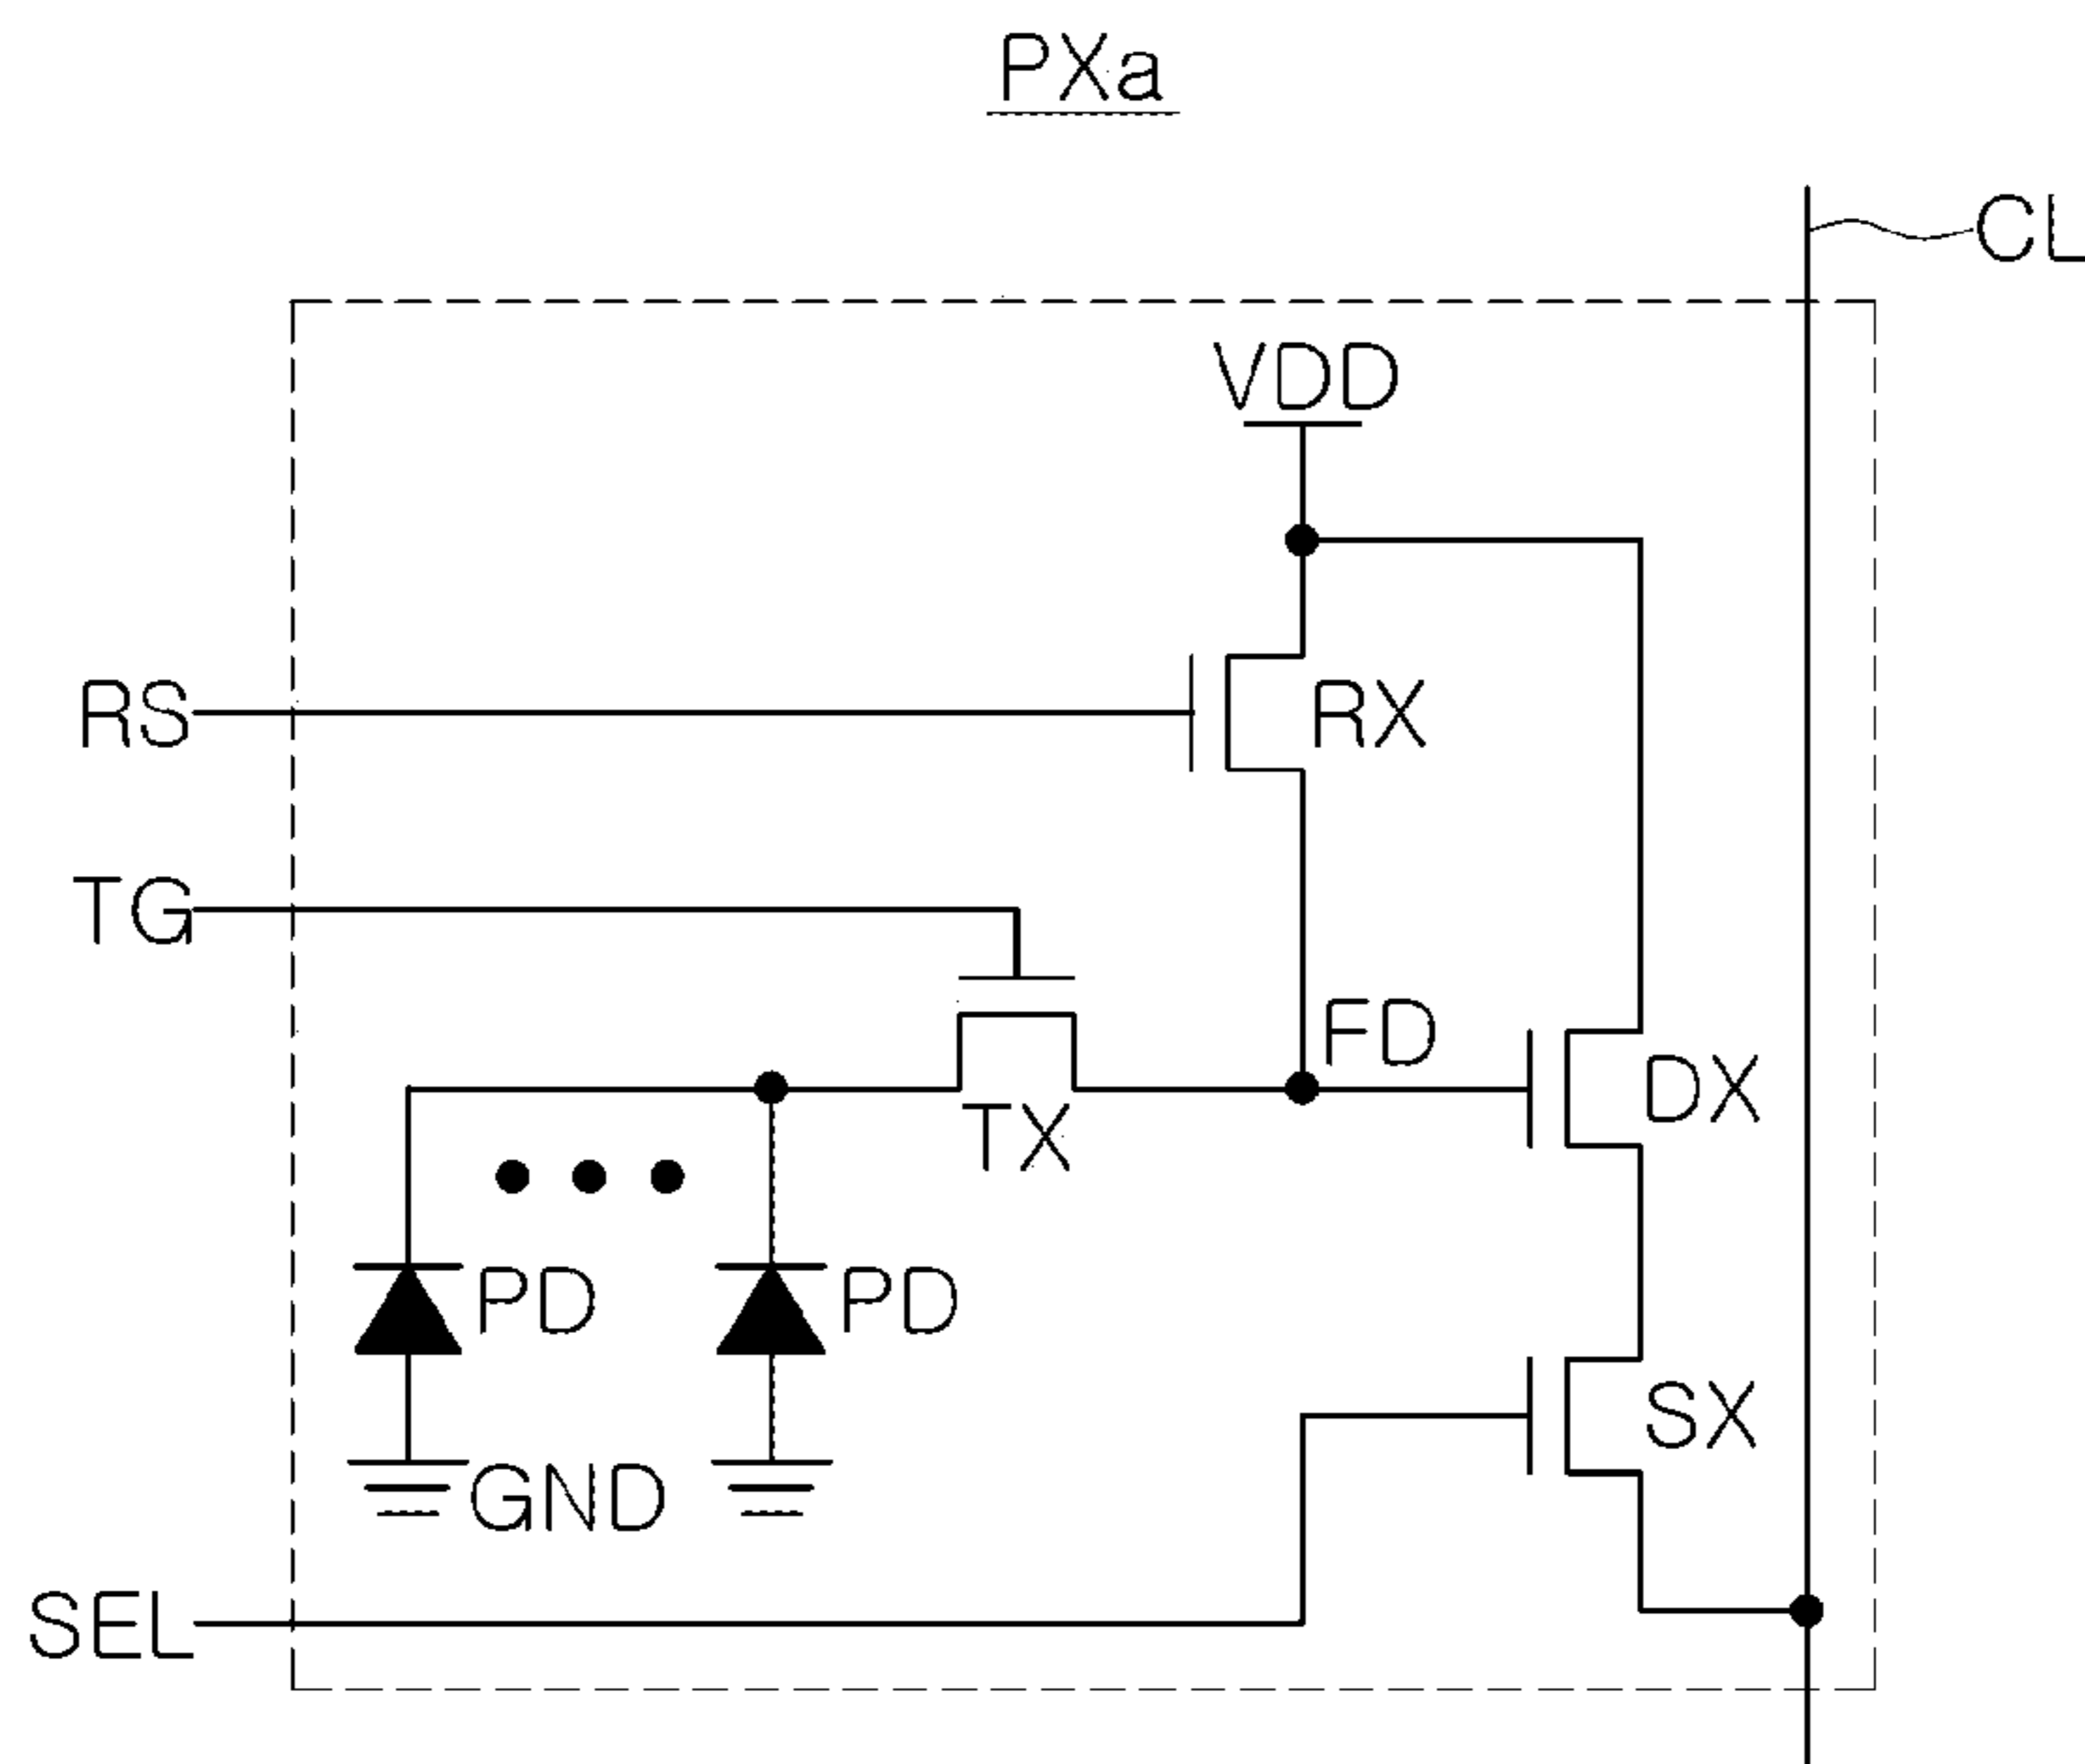 PXa
CL
VDD
RS
RX
TG
FD
TX
DX
PD
PD
SX
GND
SEL